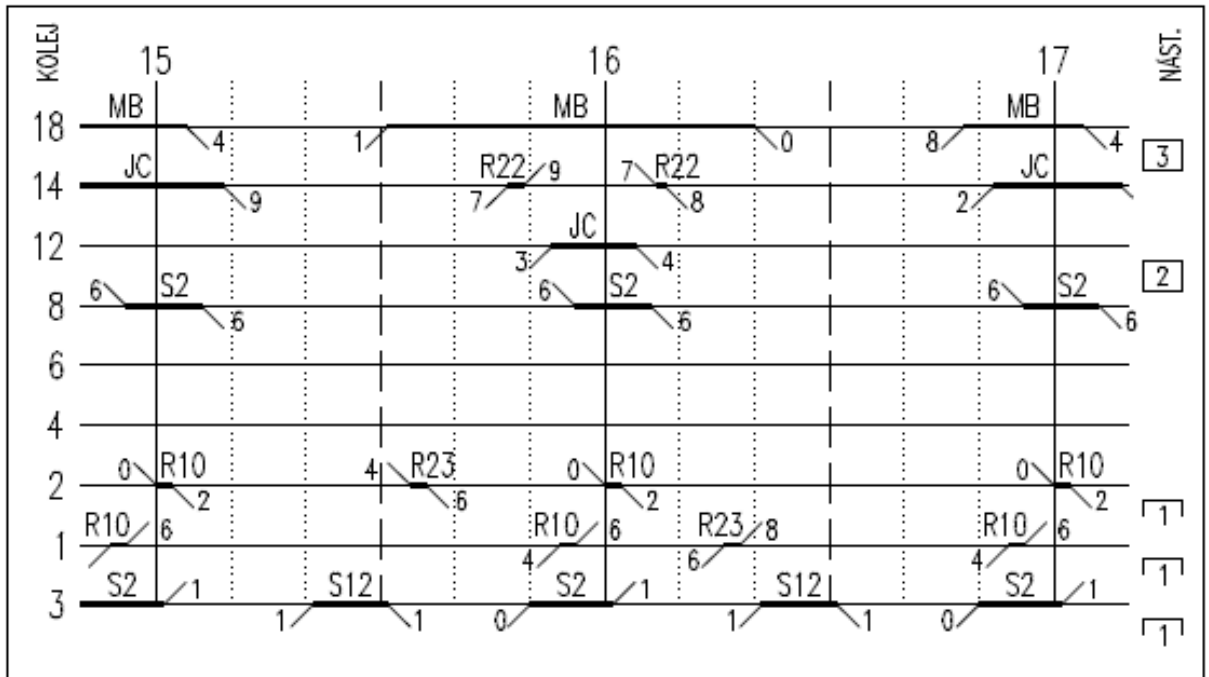 KOLEJ 15 16 17 NÁST.
MB MB MB
18 4 1 0 8 4
3
JC R22 9 7 R22 JC
14 9 7 8 2
JC
12 3 4
2
6 S2 6 S2 6 S2
8 6 6 6
6
4
0 R10 4 R23 0 R10 0 R10
2 2 6 2 2
1
R10 6 R10 6 R23 8 R10 6
1 4 6 4
1
S2 1 S12 S2 1 S12 S2 1
3 1 1 0 1 1 0
1